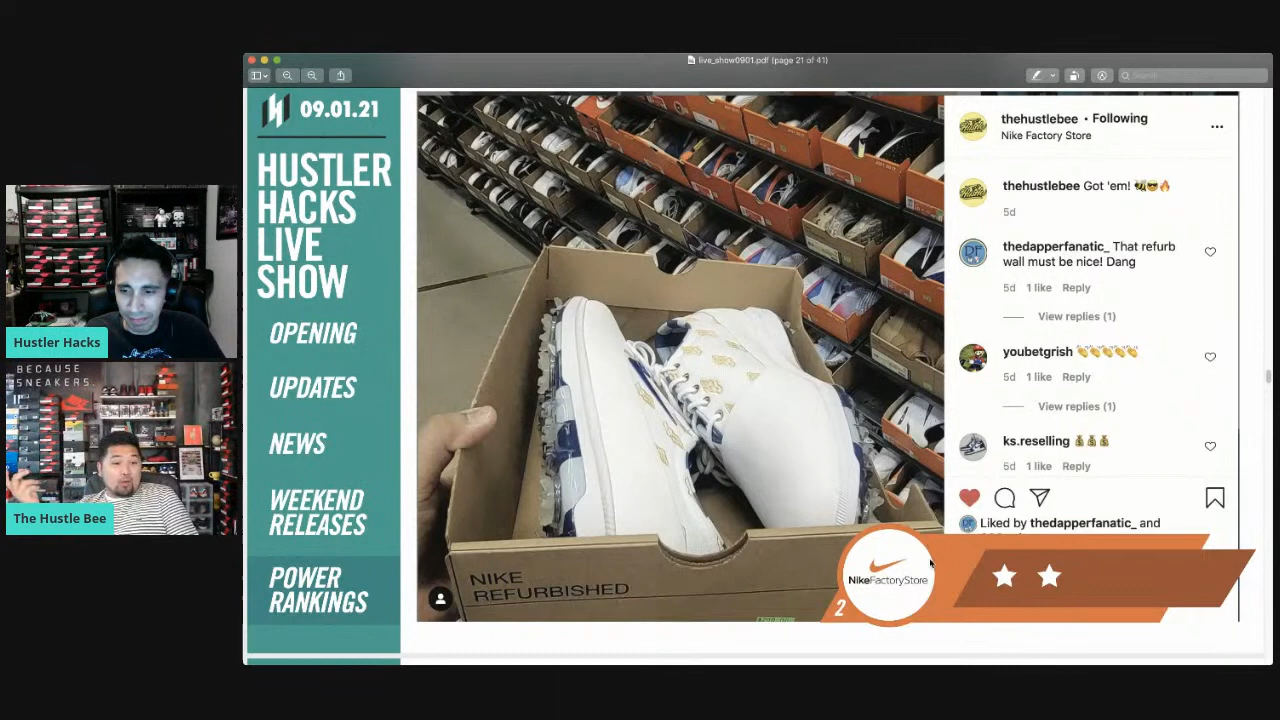 live_show0901.pdf (page 21 of 41)
Search
09.01.21
HUSTLER
HACKS
LIVE
SHOW
OPENING
UPDATES
NEWS
WEEKEND
RELEASES
POWER
RANKINGS
Hustler Hacks
BECAUSE
SNEAKERS.
The Hustle Bee
NIKE
REFURBISHED
thehustlebee • Following
Nike Factory Store
thehustlebee Got 'em! 🐝😎🔥
5d
thedapperfanatic_ That refurb
wall must be nice! Dang
5d 1 like Reply
View replies (1)
youbetgrish 👏👏👏👏👏
5d 1 like Reply
View replies (1)
ks.reselling 💰💰💰
5d 1 like Reply
Liked by thedapperfanatic_ and
NikeFactoryStore
2